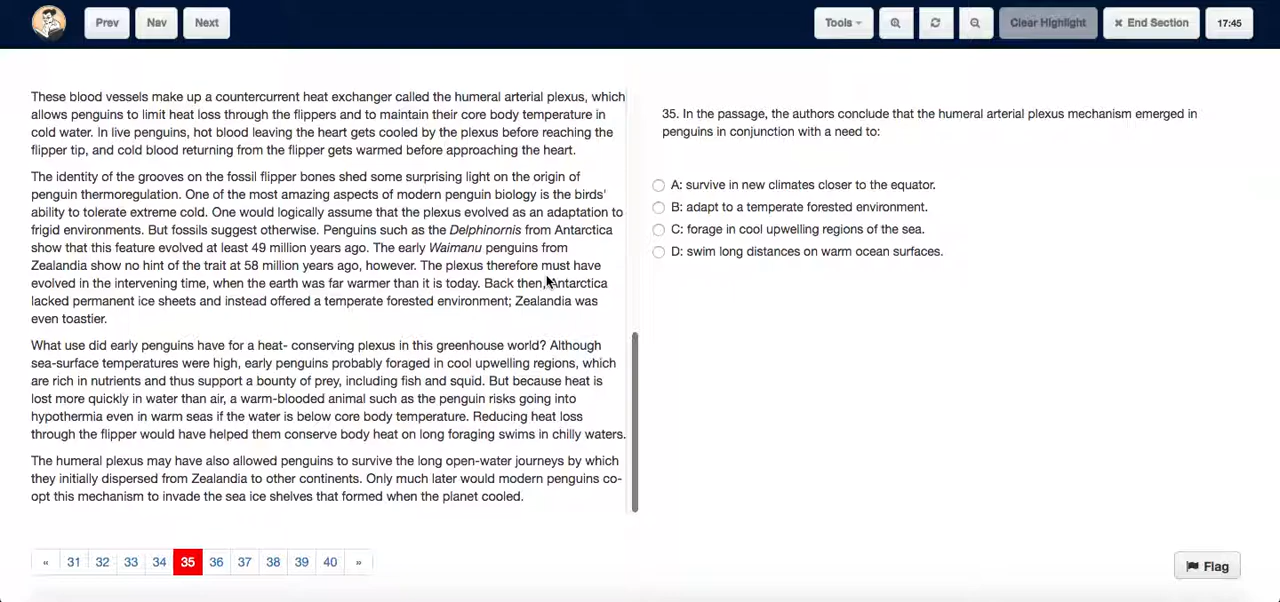 Prev Nav Next Tools Clear Highlight × End Section 17:45
These blood vessels make up a countercurrent heat exchanger called the humeral arterial plexus, which
allows penguins to limit heat loss through the flippers and to maintain their core body temperature in
cold water. In live penguins, hot blood leaving the heart gets cooled by the plexus before reaching the
flipper tip, and cold blood returning from the flipper gets warmed before approaching the heart.
The identity of the grooves on the fossil flipper bones shed some surprising light on the origin of
penguin thermoregulation. One of the most amazing aspects of modern penguin biology is the birds'
ability to tolerate extreme cold. One would logically assume that the plexus evolved as an adaptation to
frigid environments. But fossils suggest otherwise. Penguins such as the Delphinornis from Antarctica
show that this feature evolved at least 49 million years ago. The early Waimanu penguins from
Zealandia show no hint of the trait at 58 million years ago, however. The plexus therefore must have
evolved in the intervening time, when the earth was far warmer than it is today. Back then, Antarctica
lacked permanent ice sheets and instead offered a temperate forested environment; Zealandia was
even toastier.
What use did early penguins have for a heat- conserving plexus in this greenhouse world? Although
sea-surface temperatures were high, early penguins probably foraged in cool upwelling regions, which
are rich in nutrients and thus support a bounty of prey, including fish and squid. But because heat is
lost more quickly in water than air, a warm-blooded animal such as the penguin risks going into
hypothermia even in warm seas if the water is below core body temperature. Reducing heat loss
through the flipper would have helped them conserve body heat on long foraging swims in chilly waters.
The humeral plexus may have also allowed penguins to survive the long open-water journeys by which
they initially dispersed from Zealandia to other continents. Only much later would modern penguins co-
opt this mechanism to invade the sea ice shelves that formed when the planet cooled.
35. In the passage, the authors conclude that the humeral arterial plexus mechanism emerged in
penguins in conjunction with a need to:
A: survive in new climates closer to the equator.
B: adapt to a temperate forested environment.
C: forage in cool upwelling regions of the sea.
D: swim long distances on warm ocean surfaces.
« 31 32 33 34 35 36 37 38 39 40 »
Flag